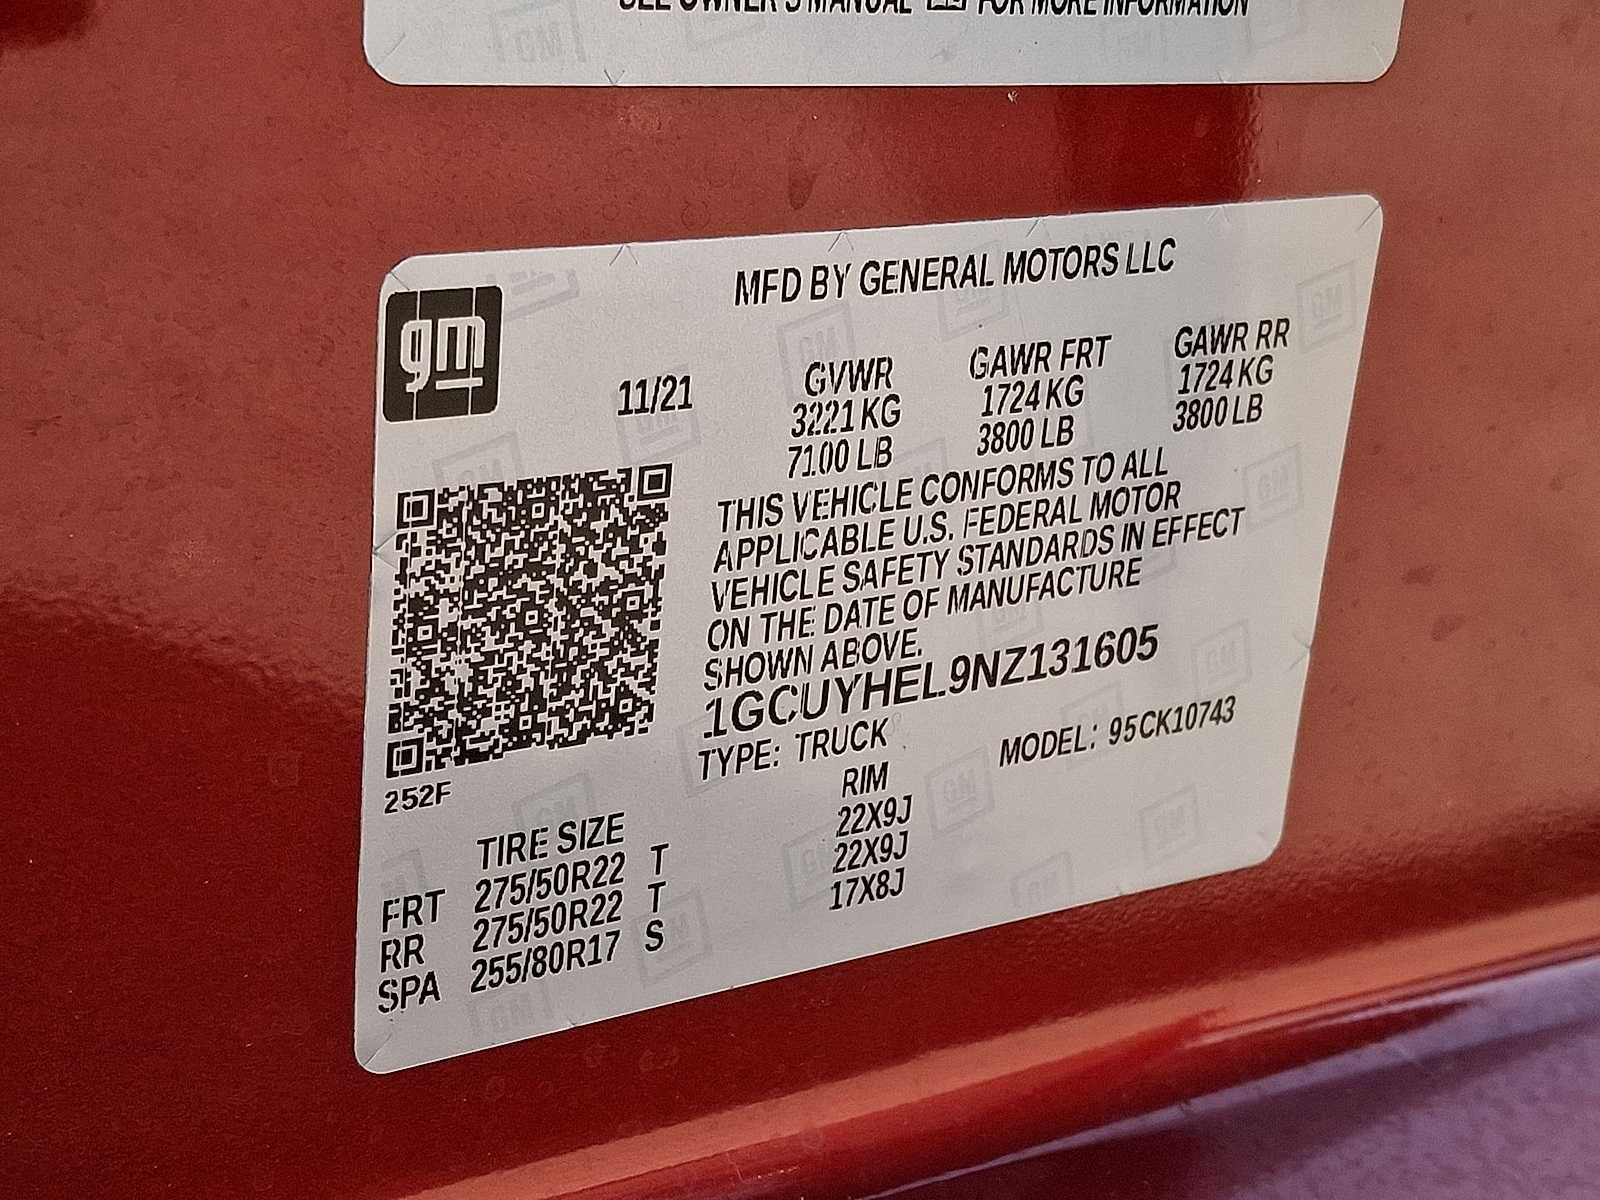 SEE OWNER'S MANUAL FOR MORE INFORMATION
gm
MFD BY GENERAL MOTORS LLC
11/21
GVWR
3221 KG
7100 LB
GAWR FRT
1724 KG
3800 LB
GAWR RR
1724 KG
3800 LB
THIS VEHICLE CONFORMS TO ALL
APPLICABLE U.S. FEDERAL MOTOR
VEHICLE SAFETY STANDARDS IN EFFECT
ON THE DATE OF MANUFACTURE
SHOWN ABOVE.
1GCUYHEL9NZ131605
TYPE: TRUCK
MODEL: 95CK10743
252F
TIRE SIZE RIM
FRT 275/50R22 T 22X9J
RR 275/50R22 T 22X9J
SPA 255/80R17 S 17X8J